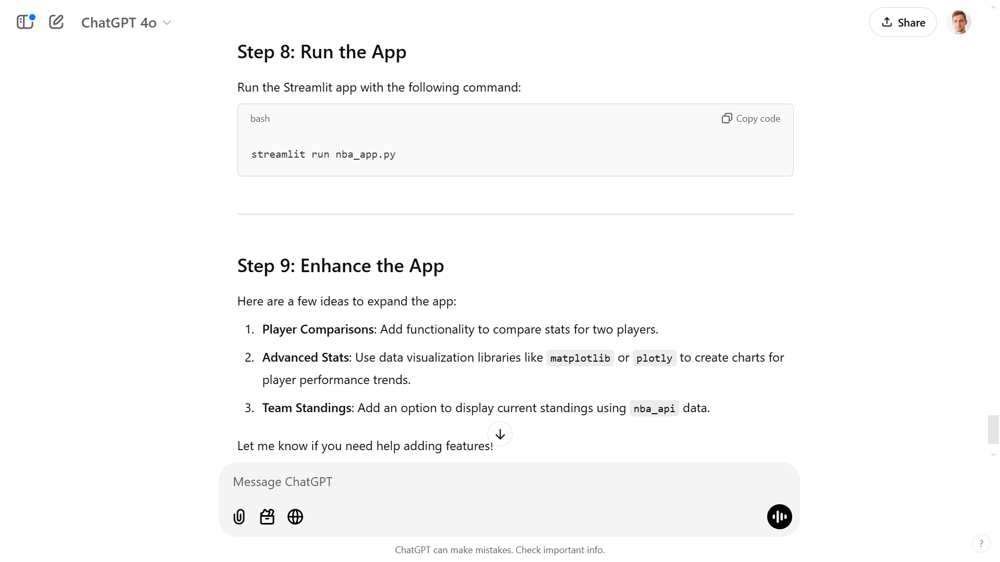 ChatGPT 4o
Share
Step 8: Run the App
Run the Streamlit app with the following command:
bash
Copy code
streamlit run nba_app.py
Step 9: Enhance the App
Here are a few ideas to expand the app:
1. Player Comparisons: Add functionality to compare stats for two players.
2. Advanced Stats: Use data visualization libraries like matplotlib or plotly to create charts for
player performance trends.
3. Team Standings: Add an option to display current standings using nba_api data.
Let me know if you need help adding features!
Message ChatGPT
ChatGPT can make mistakes. Check important info.
?